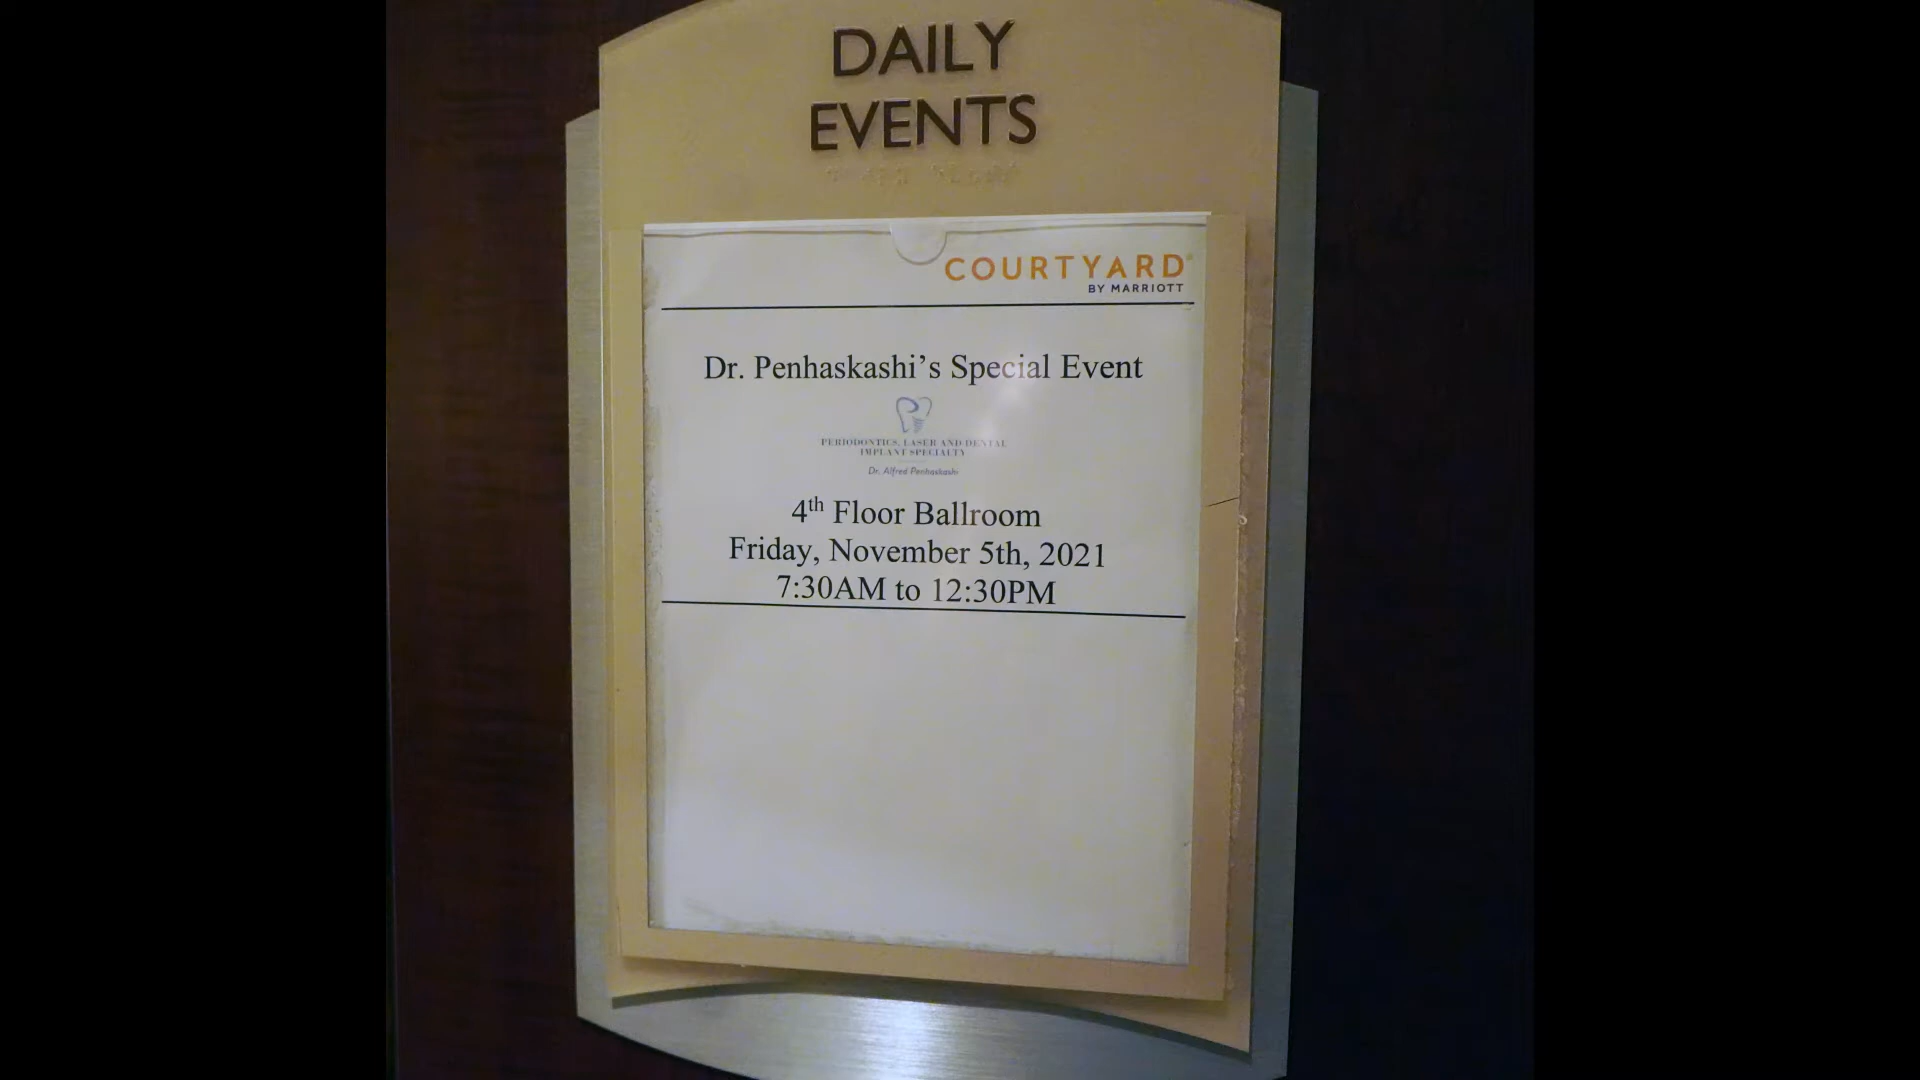 DAILY
EVENTS
COURTYARD
BY MARRIOTT
Dr. Penhaskashi’s Special Event
PERIODONTICS, LASER AND DENTAL
IMPLANT SPECIALTY
Dr. Alfred Penhaskashi
4th Floor Ballroom
Friday, November 5th, 2021
7:30AM to 12:30PM